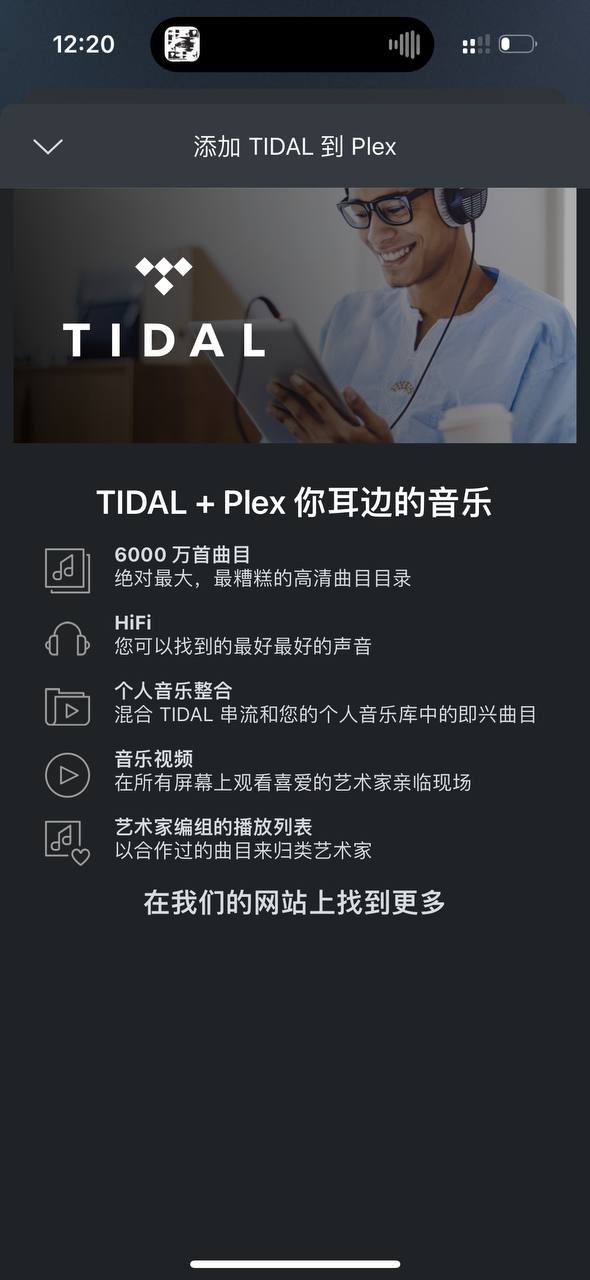 12:20
添加 TIDAL 到 Plex
TIDAL
TIDAL + Plex 你耳边的音乐
6000 万首曲目
绝对最大，最糟糕的高清曲目目录
HiFi
您可以找到的最好最好的声音
个人音乐整合
混合 TIDAL 串流和您的个人音乐库中的即兴曲目
音乐视频
在所有屏幕上观看喜爱的艺术家亲临现场
艺术家编组的播放列表
以合作过的曲目来归类艺术家
在我们的网站上找到更多